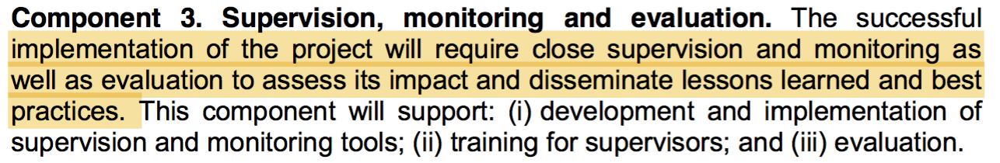 Component 3. Supervision, monitoring and evaluation. The successful
implementation of the project will require close supervision and monitoring as
well as evaluation to assess its impact and disseminate lessons learned and best
practices. This component will support: (i) development and implementation of
supervision and monitoring tools; (ii) training for supervisors; and (iii) evaluation.